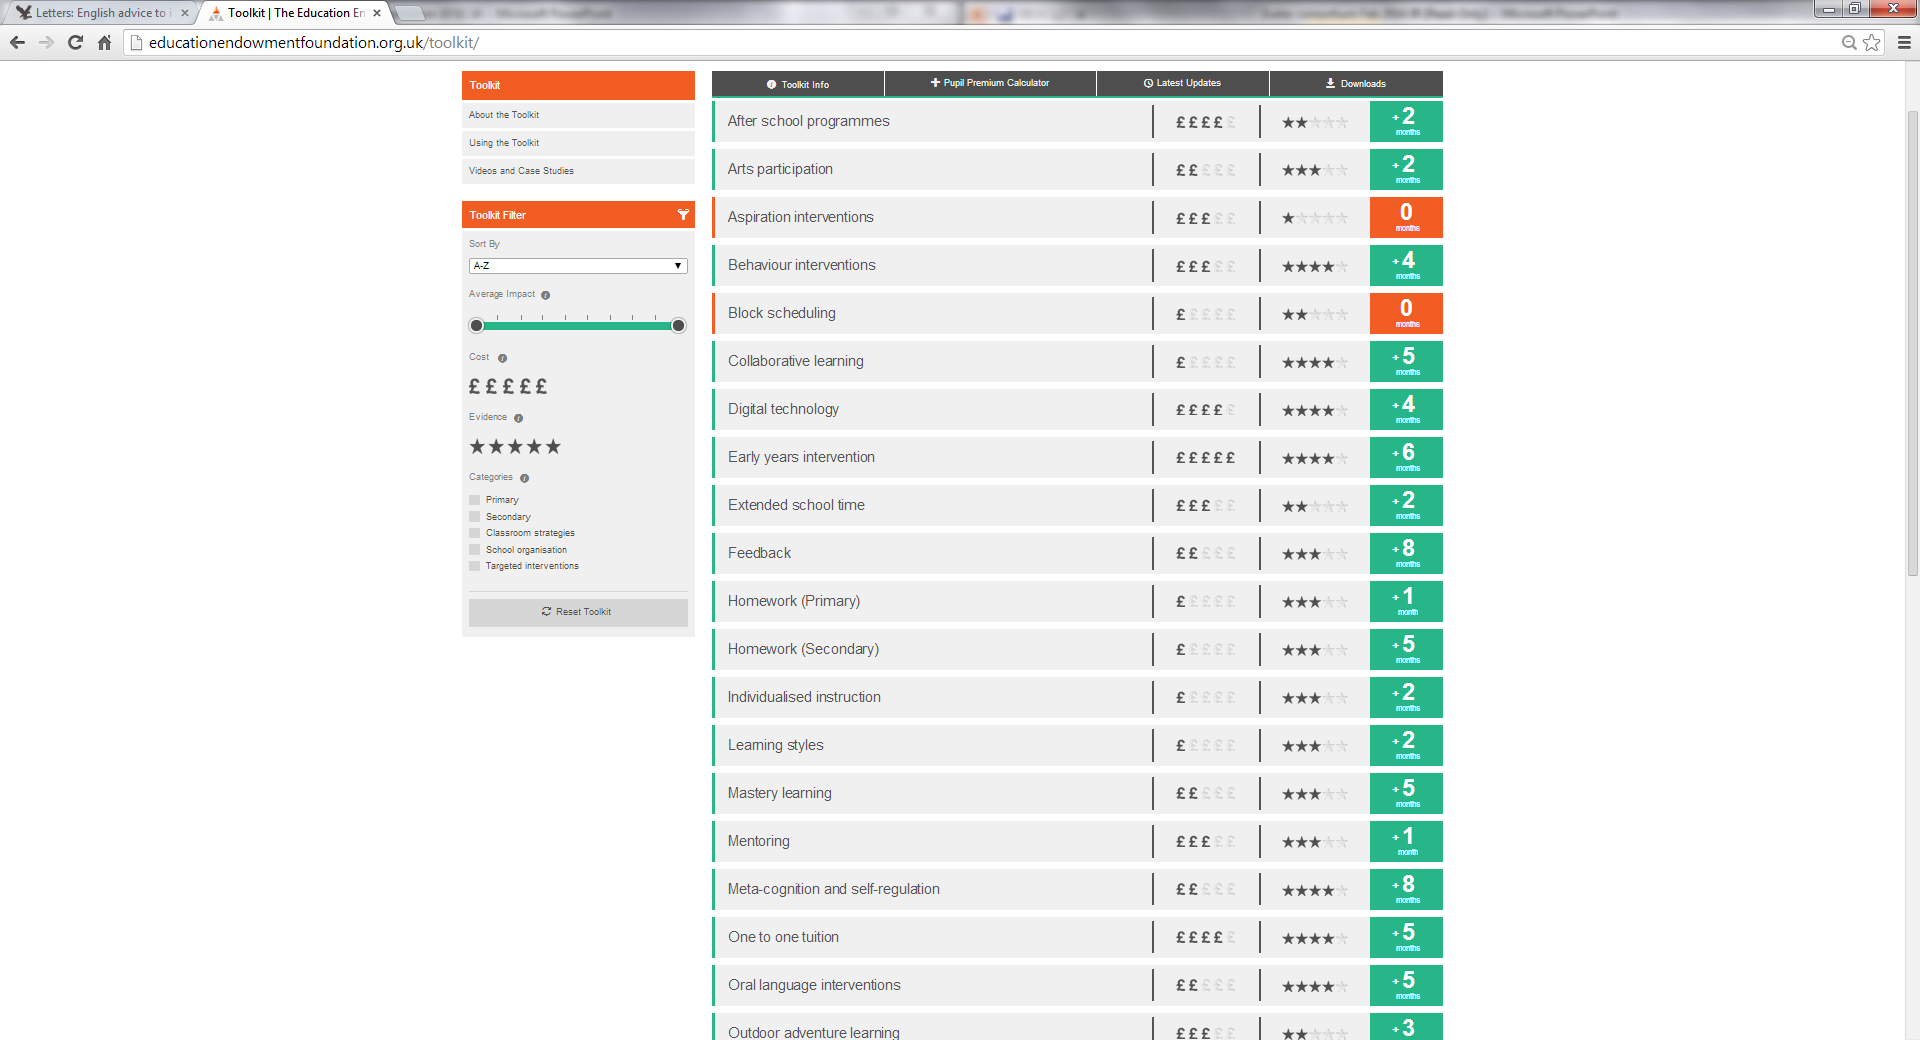 Letters: English advice to i
Toolkit | The Education En
educationendowmentfoundation.org.uk/toolkit/
Toolkit
About the Toolkit
Using the Toolkit
Videos and Case Studies
Toolkit Filter
Sort By
A-Z
Average Impact
Cost
£ £ £ £ £
Evidence
★★★★★
Categories
Primary
Secondary
Classroom strategies
School organisation
Targeted interventions
Reset Toolkit
Toolkit Info Pupil Premium Calculator Latest Updates Downloads
After school programmes £££££ +2 months
Arts participation £££££ +2 months
Aspiration interventions £££££ 0 months
Behaviour interventions £££££ +4 months
Block scheduling £££££ 0 months
Collaborative learning £££££ +5 months
Digital technology £££££ +4 months
Early years intervention £££££ +6 months
Extended school time £££££ +2 months
Feedback £££££ +8 months
Homework (Primary) £££££ +1 month
Homework (Secondary) £££££ +5 months
Individualised instruction £££££ +2 months
Learning styles £££££ +2 months
Mastery learning £££££ +5 months
Mentoring £££££ +1 month
Meta-cognition and self-regulation £££££ +8 months
One to one tuition £££££ +5 months
Oral language interventions £££££ +5 months
Outdoor adventure learning £££££ +3